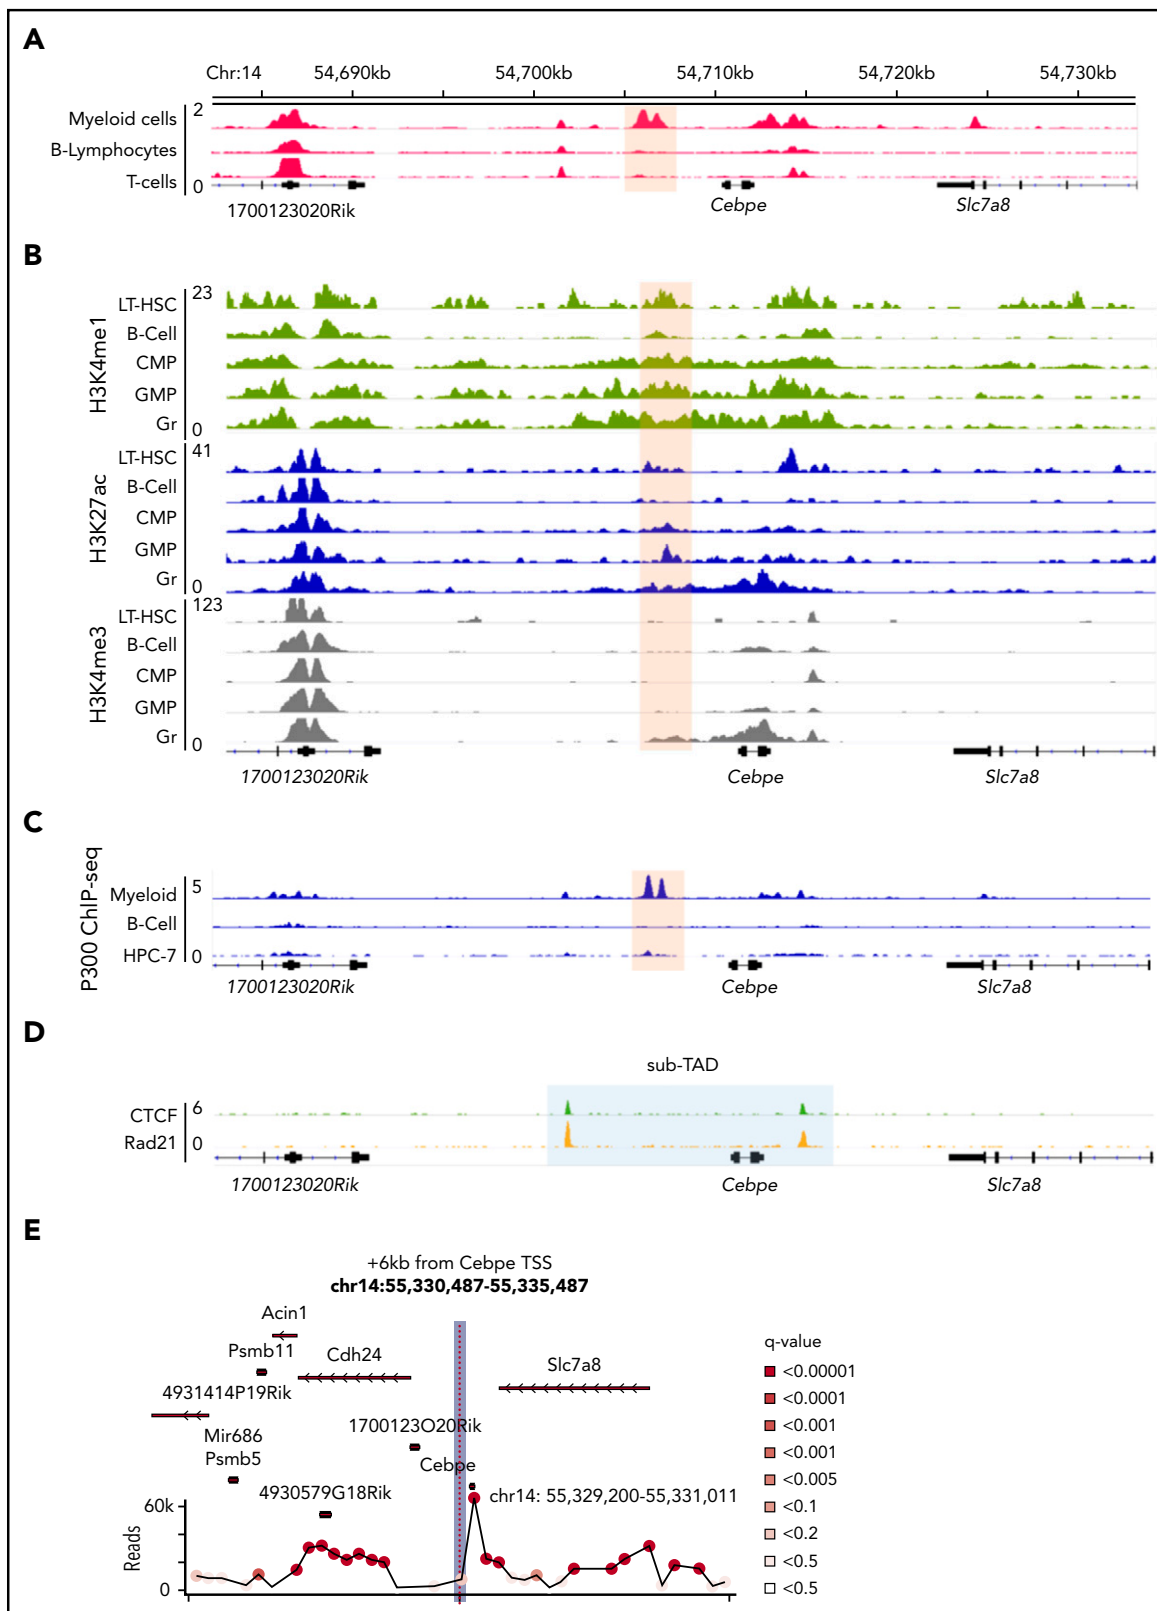 A
Chr:14 54,690kb 54,700kb 54,710kb 54,720kb 54,730kb
Myeloid cells 2
B-Lymphocytes
T-cells 0
1700123020Rik Cebpe Slc7a8
B
H3K4me1
LT-HSC 23
B-Cell
CMP
GMP
Gr 0
H3K27ac
LT-HSC 41
B-Cell
CMP
GMP
Gr 0
H3K4me3
LT-HSC 123
B-Cell
CMP
GMP
Gr 0
1700123020Rik Cebpe Slc7a8
C
P300 ChIP-seq
Myeloid 5
B-Cell
HPC-7 0
1700123020Rik Cebpe Slc7a8
D
sub-TAD
CTCF 6
Rad21 0
1700123020Rik Cebpe Slc7a8
E
+6kb from Cebpe TSS
chr14:55,330,487-55,335,487
Acin1
Psmb11 Cdh24 Slc7a8
4931414P19Rik
Mir686 1700123O20Rik
Psmb5 Cebpe
4930579G18Rik chr14: 55,329,200-55,331,011
60k
Reads
0
q-value
<0.00001
<0.0001
<0.001
<0.001
<0.005
<0.1
<0.2
<0.5
<0.5